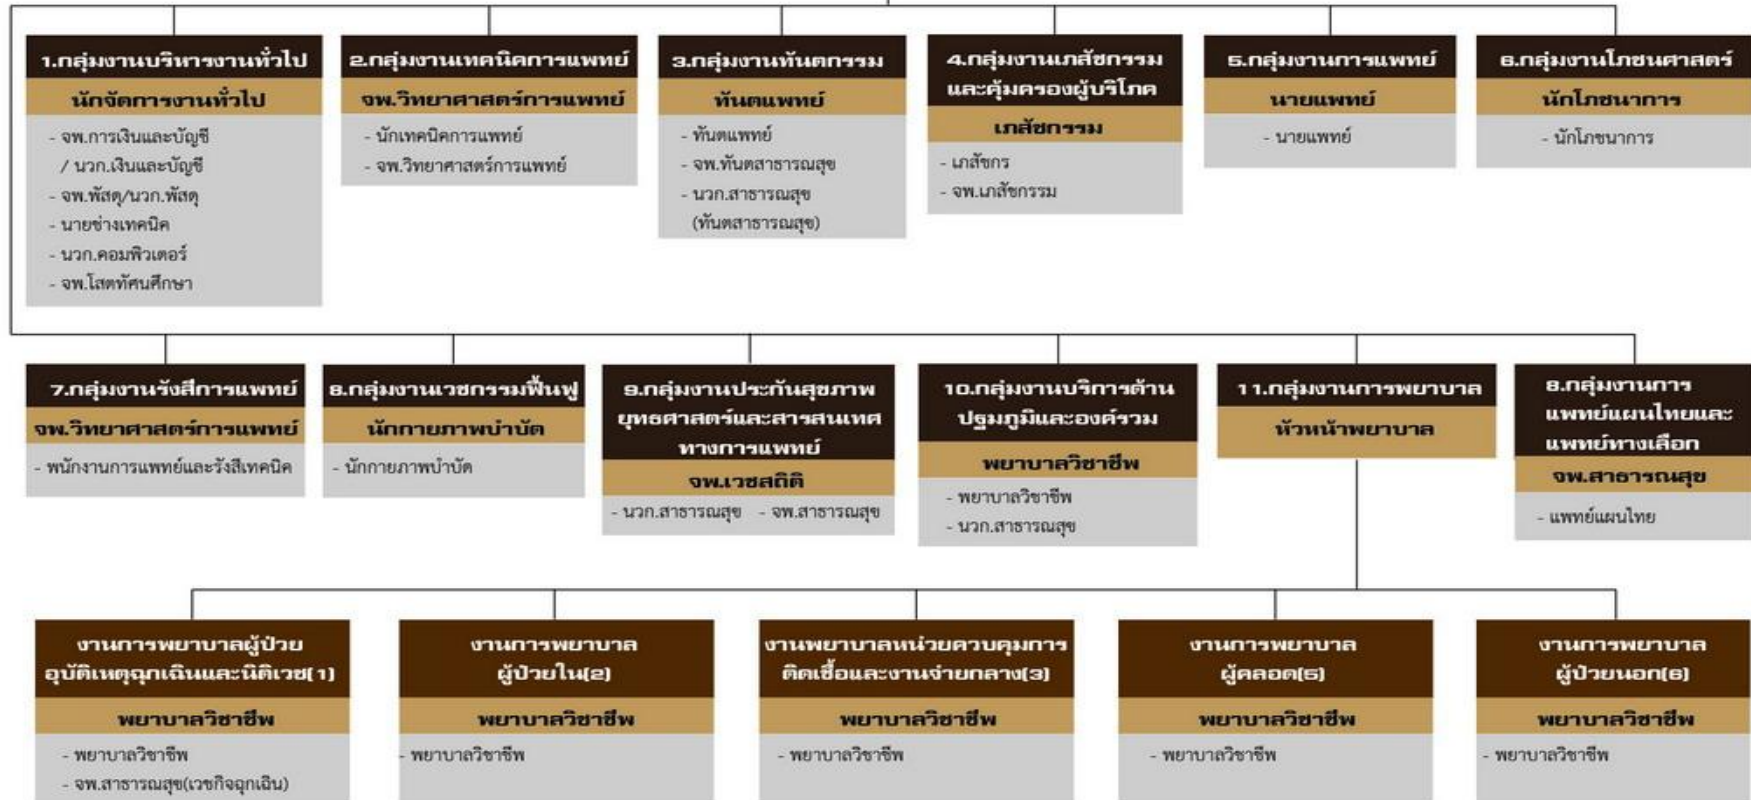 1.กลุ่มงานบริหารงานทั่วไป
นักจัดการงานทั่วไป
- จพ.การเงินและบัญชี
/ นวก.เงินและบัญชี
- จพ.พัสดุ/นวก.พัสดุ
- นายช่างเทคนิค
- นวก.คอมพิวเตอร์
- จพ.โสตทัศนศึกษา
2.กลุ่มงานเทคนิคการแพทย์
จพ.วิทยาศาสตร์การแพทย์
- นักเทคนิคการแพทย์
- จพ.วิทยาศาสตร์การแพทย์
3.กลุ่มงานทันตกรรม
ทันตแพทย์
- ทันตแพทย์
- จพ.ทันตสาธารณสุข
- นวก.สาธารณสุข
(ทันตสาธารณสุข)
4.กลุ่มงานเภสัชกรรม
และคุ้มครองผู้บริโภค
เภสัชกรรม
- เภสัชกร
- จพ.เภสัชกรรม
5.กลุ่มงานการแพทย์
นายแพทย์
- นายแพทย์
6.กลุ่มงานโภชนศาสตร์
นักโภชนาการ
- นักโภชนาการ
7.กลุ่มงานรังสีการแพทย์
จพ.วิทยาศาสตร์การแพทย์
- พนักงานการแพทย์และรังสีเทคนิค
8.กลุ่มงานเวชกรรมฟื้นฟู
นักกายภาพบำบัด
- นักกายภาพบำบัด
9.กลุ่มงานประกันสุขภาพ
ยุทธศาสตร์และสารสนเทศ
ทางการแพทย์
จพ.เวชสถิติ
- นวก.สาธารณสุข - จพ.สาธารณสุข
10.กลุ่มงานบริการด้าน
ปฐมภูมิและองค์รวม
พยาบาลวิชาชีพ
- พยาบาลวิชาชีพ
- นวก.สาธารณสุข
11.กลุ่มงานการพยาบาล
หัวหน้าพยาบาล
8.กลุ่มงานการ
แพทย์แผนไทยและ
แพทย์ทางเลือก
จพ.สาธารณสุข
- แพทย์แผนไทย
งานการพยาบาลผู้ป่วย
อุบัติเหตุฉุกเฉินและนิติเวช(1)
พยาบาลวิชาชีพ
- พยาบาลวิชาชีพ
- จพ.สาธารณสุข(เวชกิจฉุกเฉิน)
งานการพยาบาล
ผู้ป่วยใน(2)
พยาบาลวิชาชีพ
- พยาบาลวิชาชีพ
งานพยาบาลหน่วยควบคุมการ
ติดเชื้อและงานจ่ายกลาง(3)
พยาบาลวิชาชีพ
- พยาบาลวิชาชีพ
งานการพยาบาล
ผู้คลอด(5)
พยาบาลวิชาชีพ
- พยาบาลวิชาชีพ
งานการพยาบาล
ผู้ป่วยนอก(6)
พยาบาลวิชาชีพ
- พยาบาลวิชาชีพ